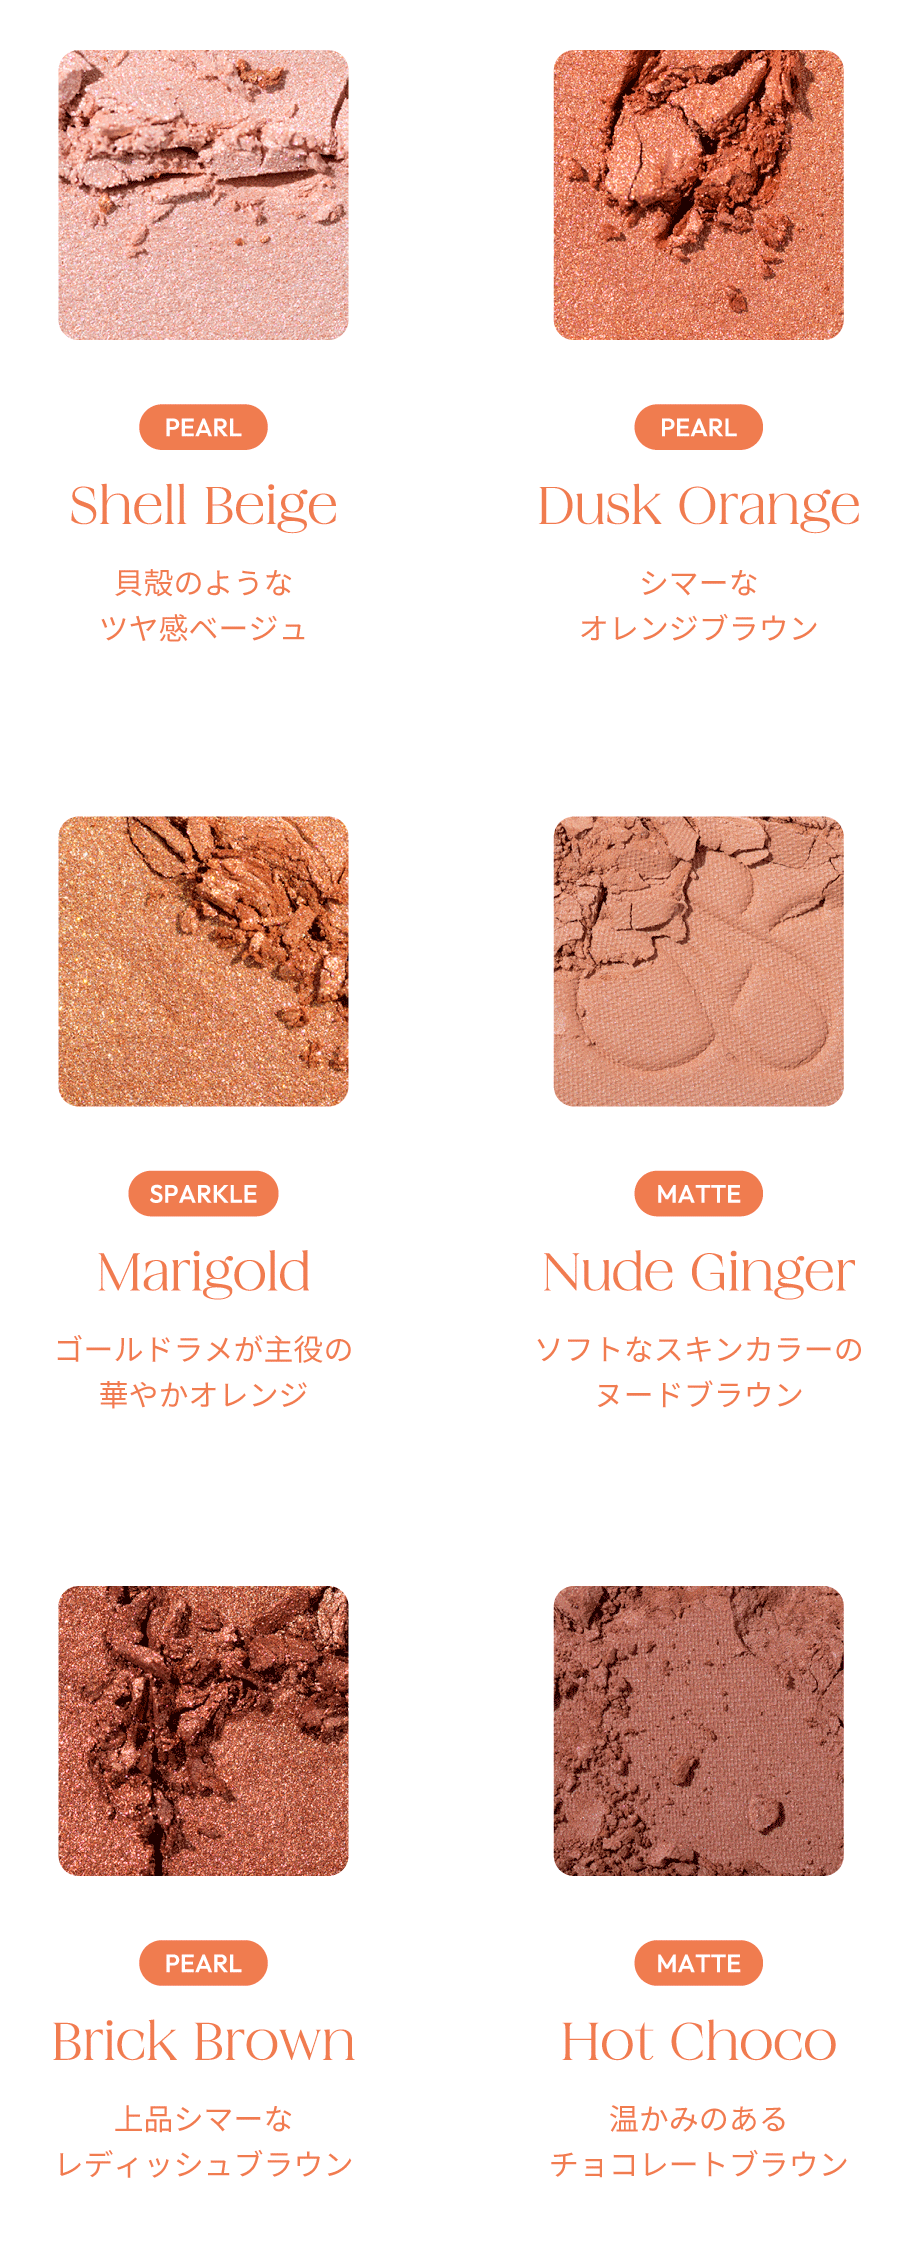 PEARL
Shell Beige
貝殻のような
ツヤ感ベージュ
PEARL
Dusk Orange
シマーな
オレンジブラウン
SPARKLE
Marigold
ゴールドラメが主役の
華やかオレンジ
MATTE
Nude Ginger
ソフトなスキンカラーの
ヌードブラウン
PEARL
Brick Brown
上品シマーな
レディッシュブラウン
MATTE
Hot Choco
温かみのある
チョコレートブラウン